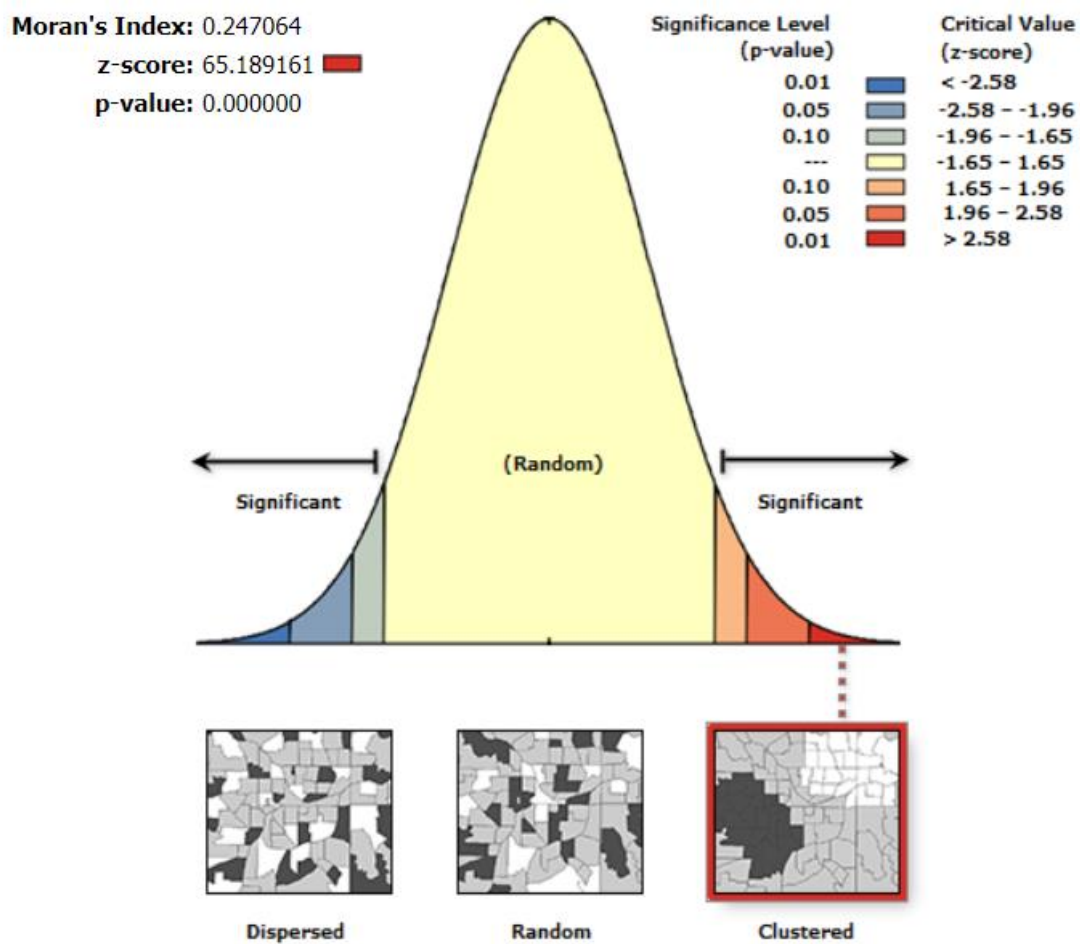 Moran's Index: 0.247064
z-score: 65.189161
p-value: 0.000000
Significance Level
(p-value)
Critical Value
(z-score)
0.01 < -2.58
0.05 -2.58 – -1.96
0.10 -1.96 – -1.65
--- -1.65 – 1.65
0.10 1.65 – 1.96
0.05 1.96 – 2.58
0.01 > 2.58
(Random)
Significant
Significant
Dispersed
Random
Clustered